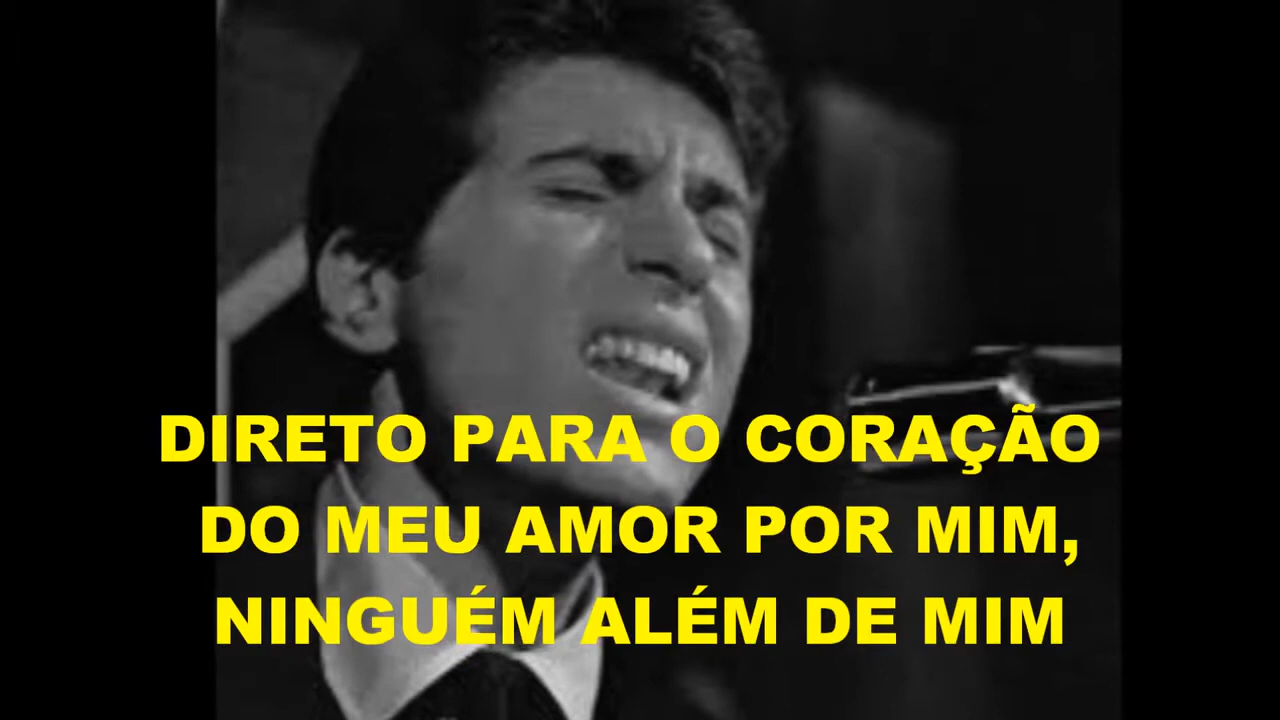 DIRETO PARA O CORAÇÃO
DO MEU AMOR POR MIM,
NINGUÉM ALÉM DE MIM